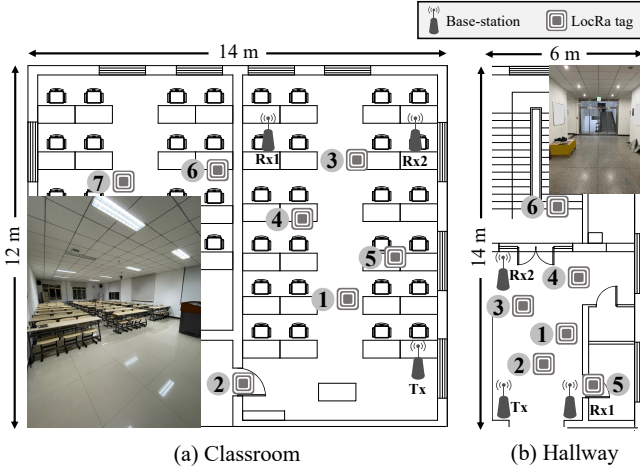 Base-station
LocRa tag
14 m
6 m
12 m
14 m
Rx1
Rx2
3
6
7
4
5
1
Tx
2
6
Rx2
4
3
1
2
5
Tx
Rx1
(a) Classroom
(b) Hallway